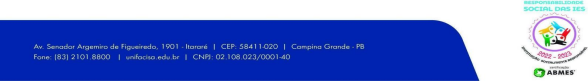 RESPONSABILIDADE
SOCIAL DAS IES
Av. Senador Argemiro de Figueiredo, 1901 - Itararé | CEP: 58411-020 | Campina Grande - PB
Fone: (83) 2101.8800 | unifacisa.edu.br | CNPJ: 02.108.023/0001-40
2022 - 2023
ABMES